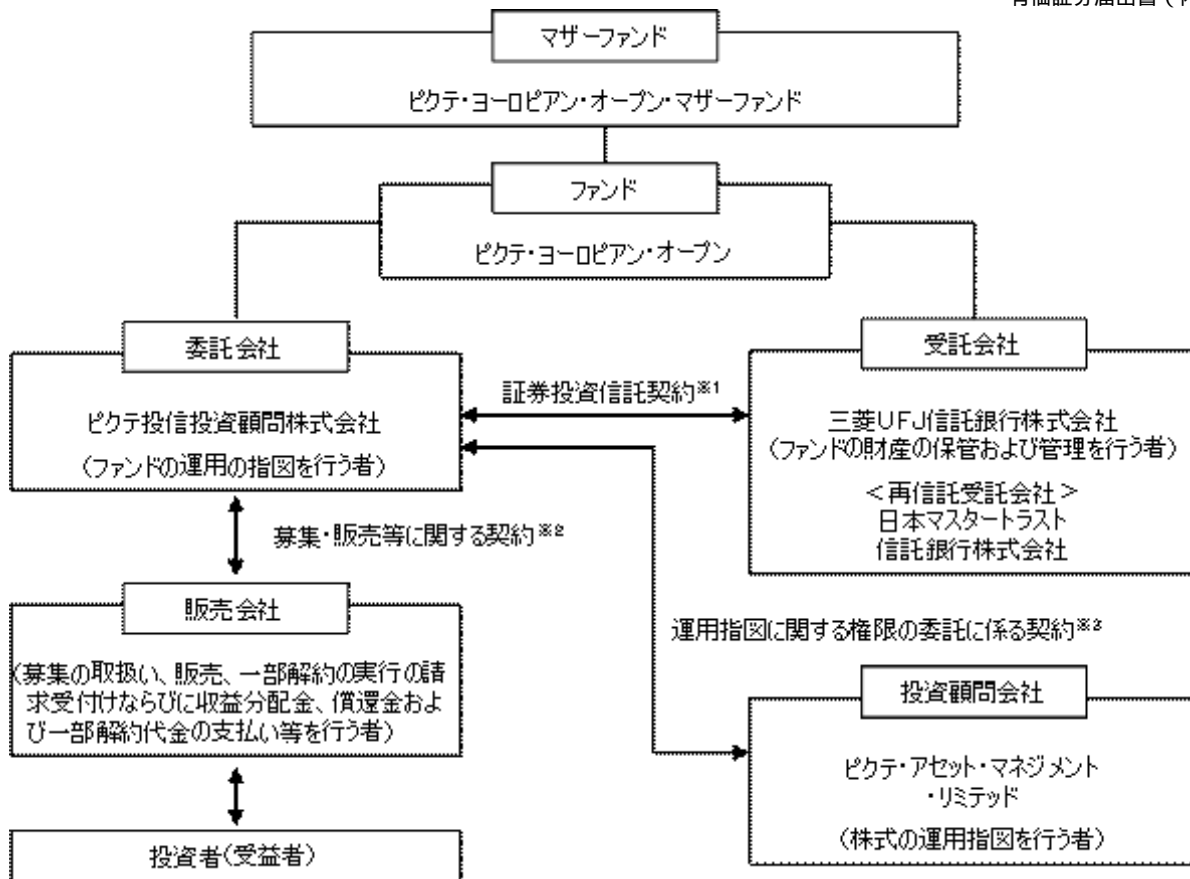 マザーファンド
ピクテ・ヨーロピアン・オープン・マザーファンド
ファンド
ピクテ・ヨーロピアン・オープン
委託会社
ピクテ投信投資顧問株式会社
(ファンドの運用の指図を行う者)
証券投資信託契約※1
受託会社
三菱UFJ信託銀行株式会社
(ファンドの財産の保管および管理を行う者)
<再信託受託会社>
日本マスタートラスト
信託銀行株式会社
募集・販売等に関する契約※2
販売会社
(募集の取扱い、販売、一部解約の実行の請
求受付けならびに収益分配金、償還金およ
び一部解約代金の支払い等を行う者)
運用指図に関する権限の委託に係る契約※3
投資顧問会社
ピクテ・アセット・マネジメント
・リミテッド
(株式の運用指図を行う者)
投資者(受益者)